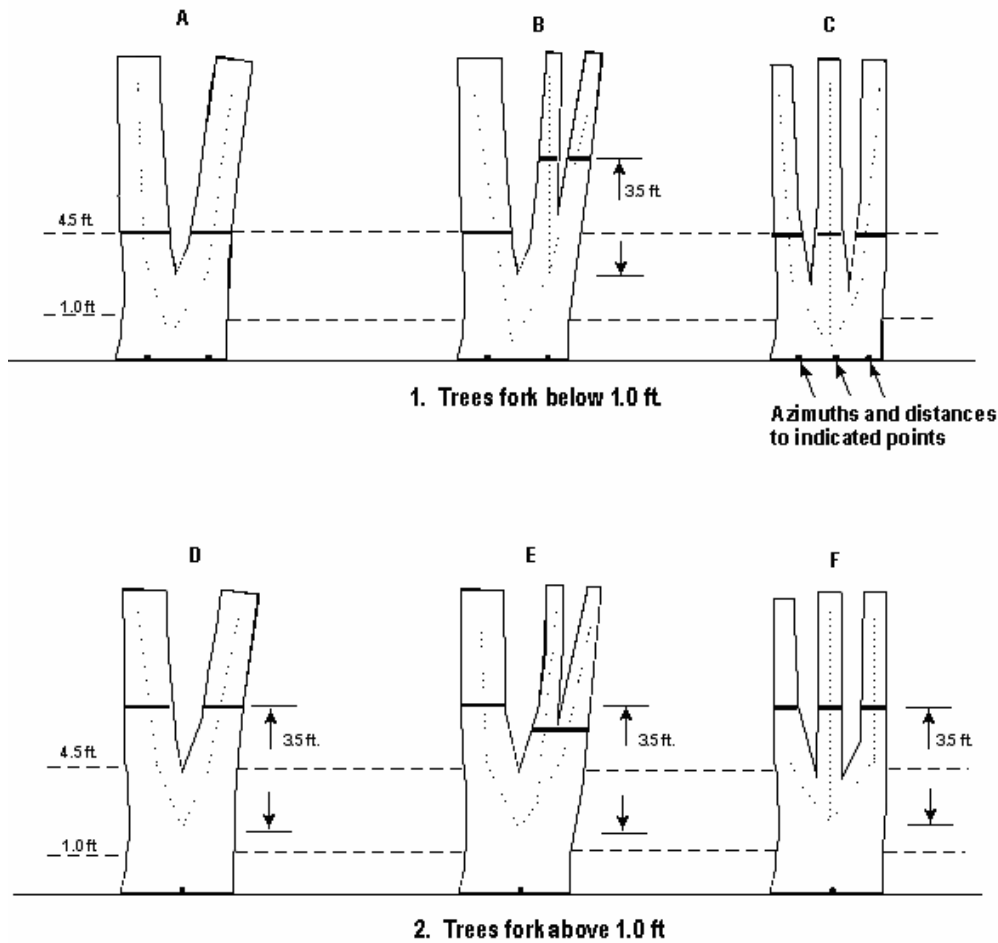 A
B
C
4.5 ft.
3.5 ft.
1.0 ft
1. Trees fork below 1.0 ft.
Azimuths and distances
to indicated points
D
E
F
4.5 ft.
3.5 ft.
3.5 ft.
3.5 ft.
1.0 ft
2. Trees fork above 1.0 ft